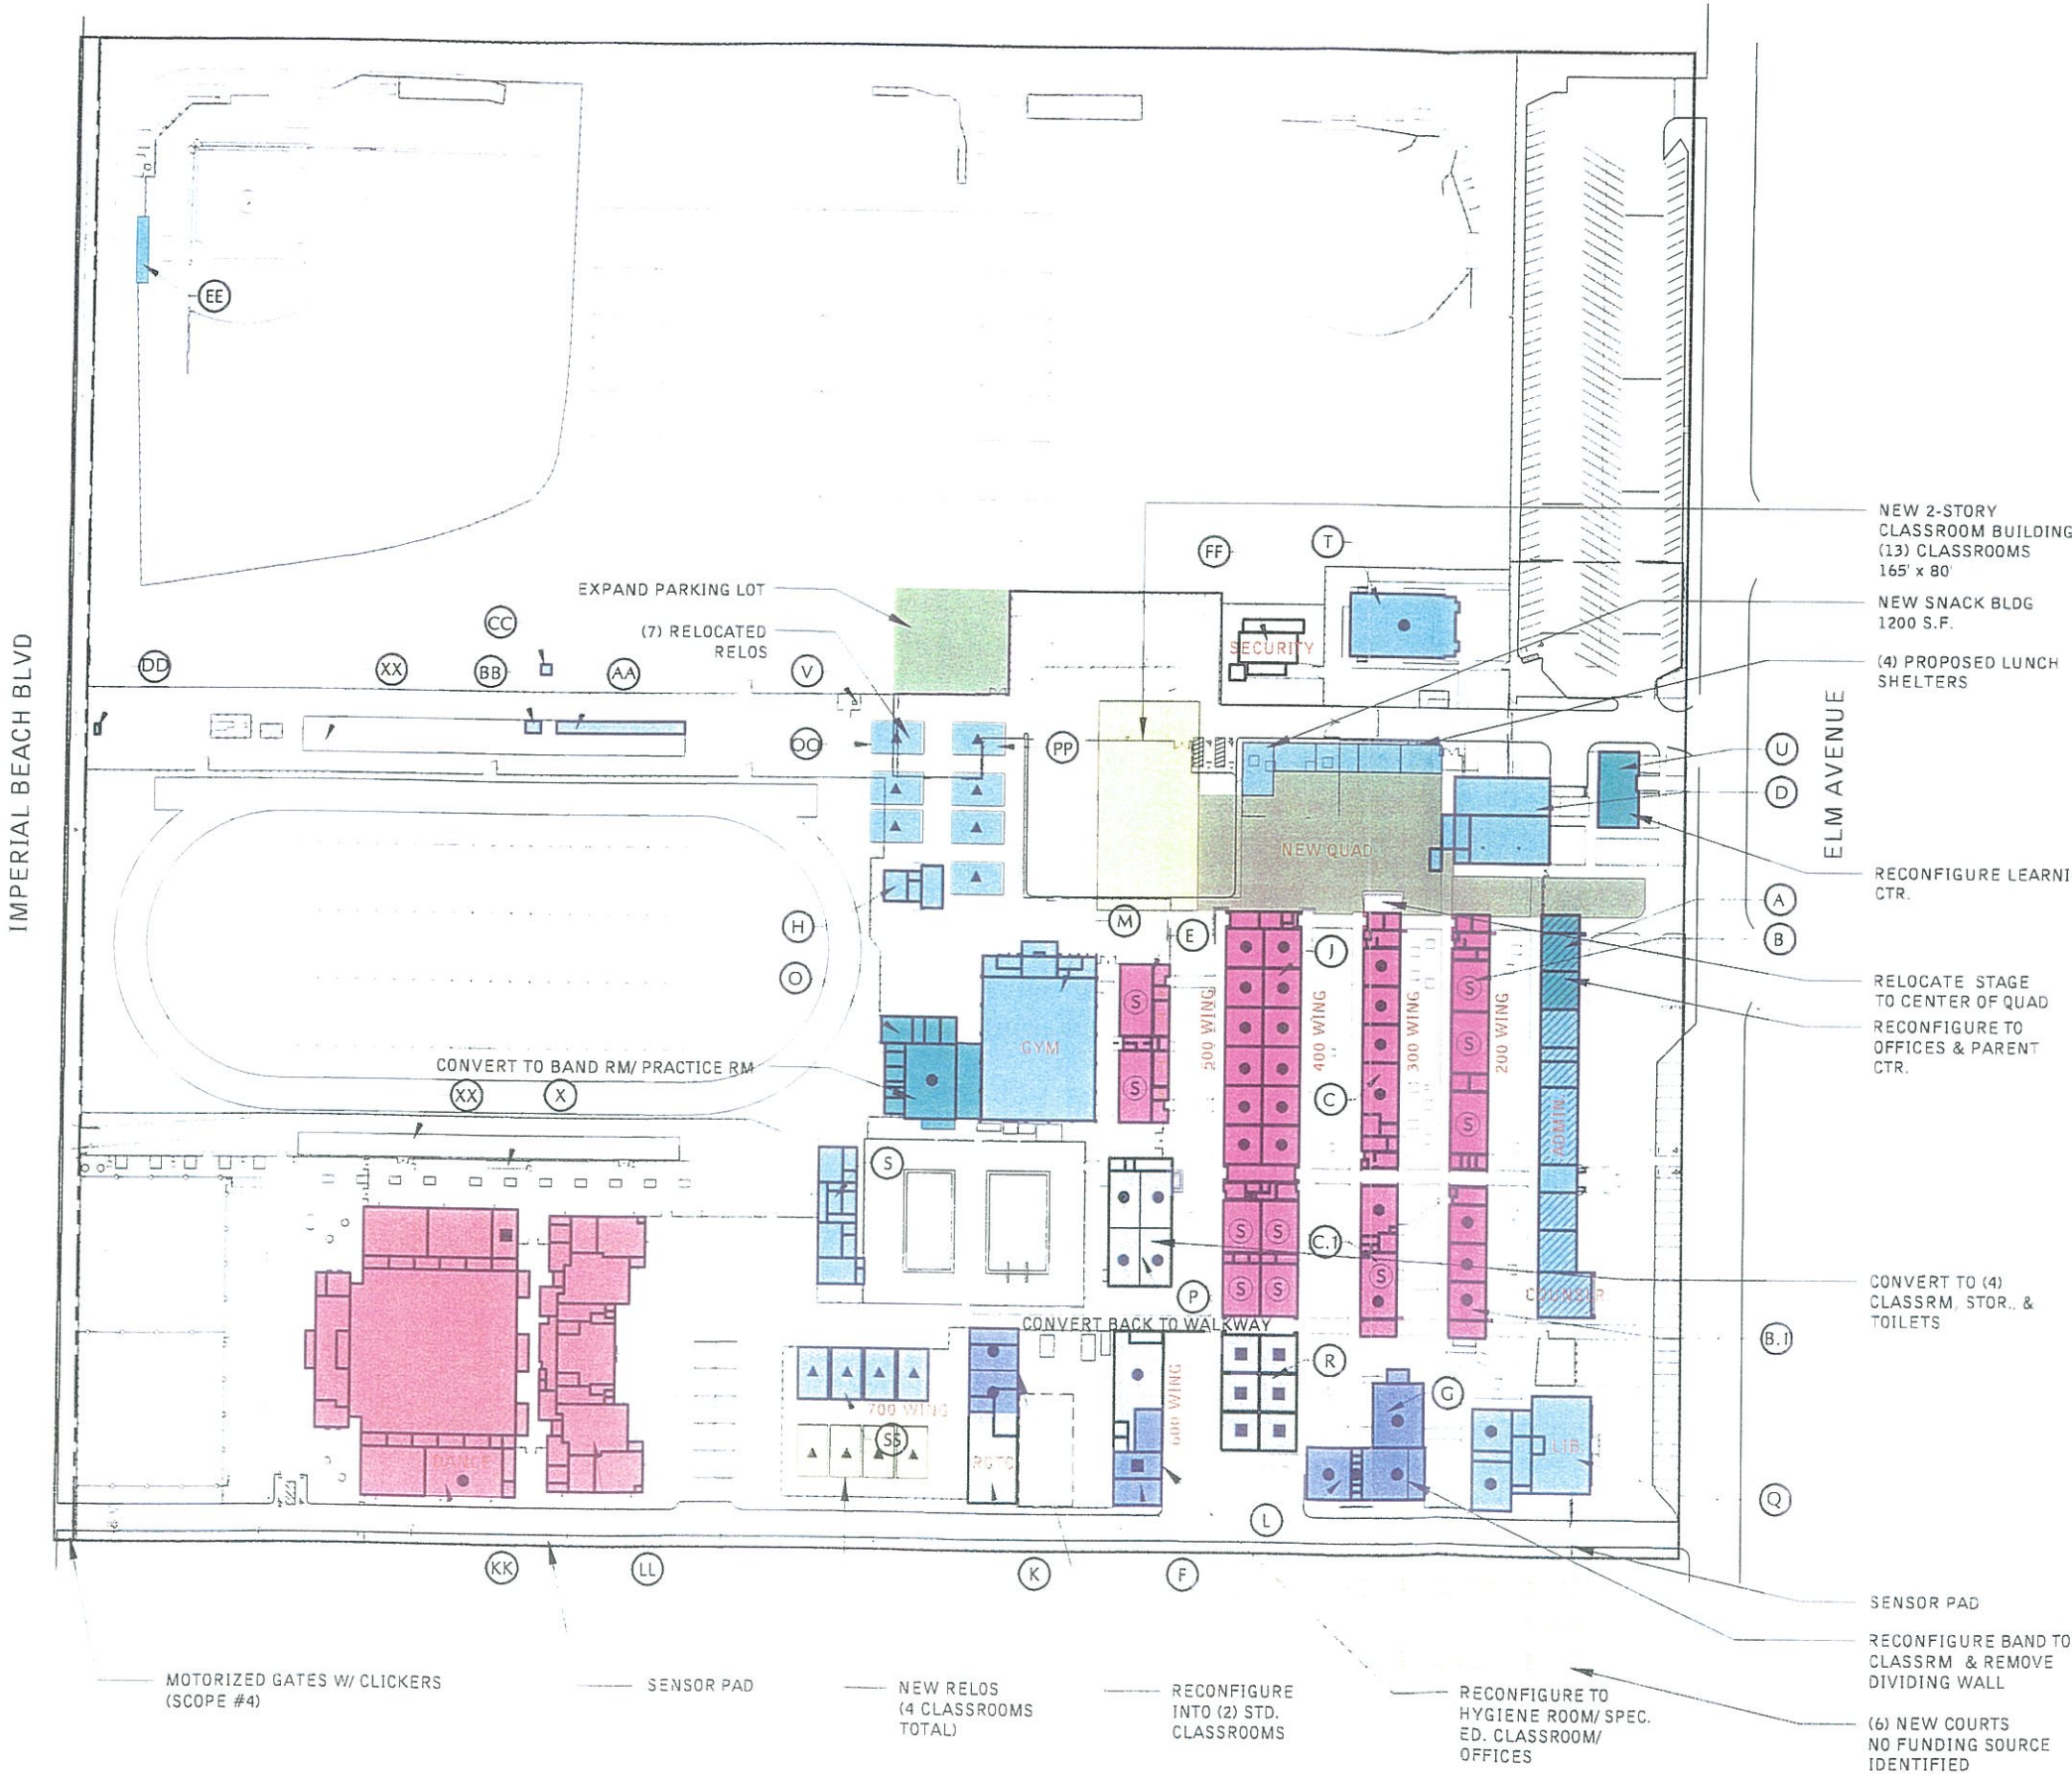 IMPERIAL BEACH BLVD
EE
EXPAND PARKING LOT
(7) RELOCATED
RELOS
FF
T
SECURITY
NEW 2-STORY
CLASSROOM BUILDING
(13) CLASSROOMS
165' x 80'
NEW SNACK BLDG
1200 S.F.
(4) PROPOSED LUNCH
SHELTERS
CC
DD
XX
BB
AA
V
OO
PP
U
D
ELM AVENUE
NEW QUAD
RECONFIGURE LEARNI
CTR.
A
B
H
M
E
J
O
RELOCATE STAGE
TO CENTER OF QUAD
RECONFIGURE TO
OFFICES & PARENT
CTR.
GYM
S
S
500 WING
400 WING
300 WING
200 WING
S
S
S
C
ADMIN.
CONVERT TO BAND RM/ PRACTICE RM
XX
X
S
C.1
S
S
S
S
S
P
CONVERT TO (4)
CLASSRM, STOR., &
TOILETS
CONVERT BACK TO WALKWAY
B.1
R
G
700 WING
600 WING
SS
DANCE
ROTC
LIB
L
Q
KK
LL
K
F
SENSOR PAD
RECONFIGURE BAND TO
CLASSRM & REMOVE
DIVIDING WALL
(6) NEW COURTS
NO FUNDING SOURCE
IDENTIFIED
MOTORIZED GATES W/ CLICKERS
(SCOPE #4)
SENSOR PAD
NEW RELOS
(4 CLASSROOMS
TOTAL)
RECONFIGURE
INTO (2) STD.
CLASSROOMS
RECONFIGURE TO
HYGIENE ROOM/ SPEC.
ED. CLASSROOM/
OFFICES